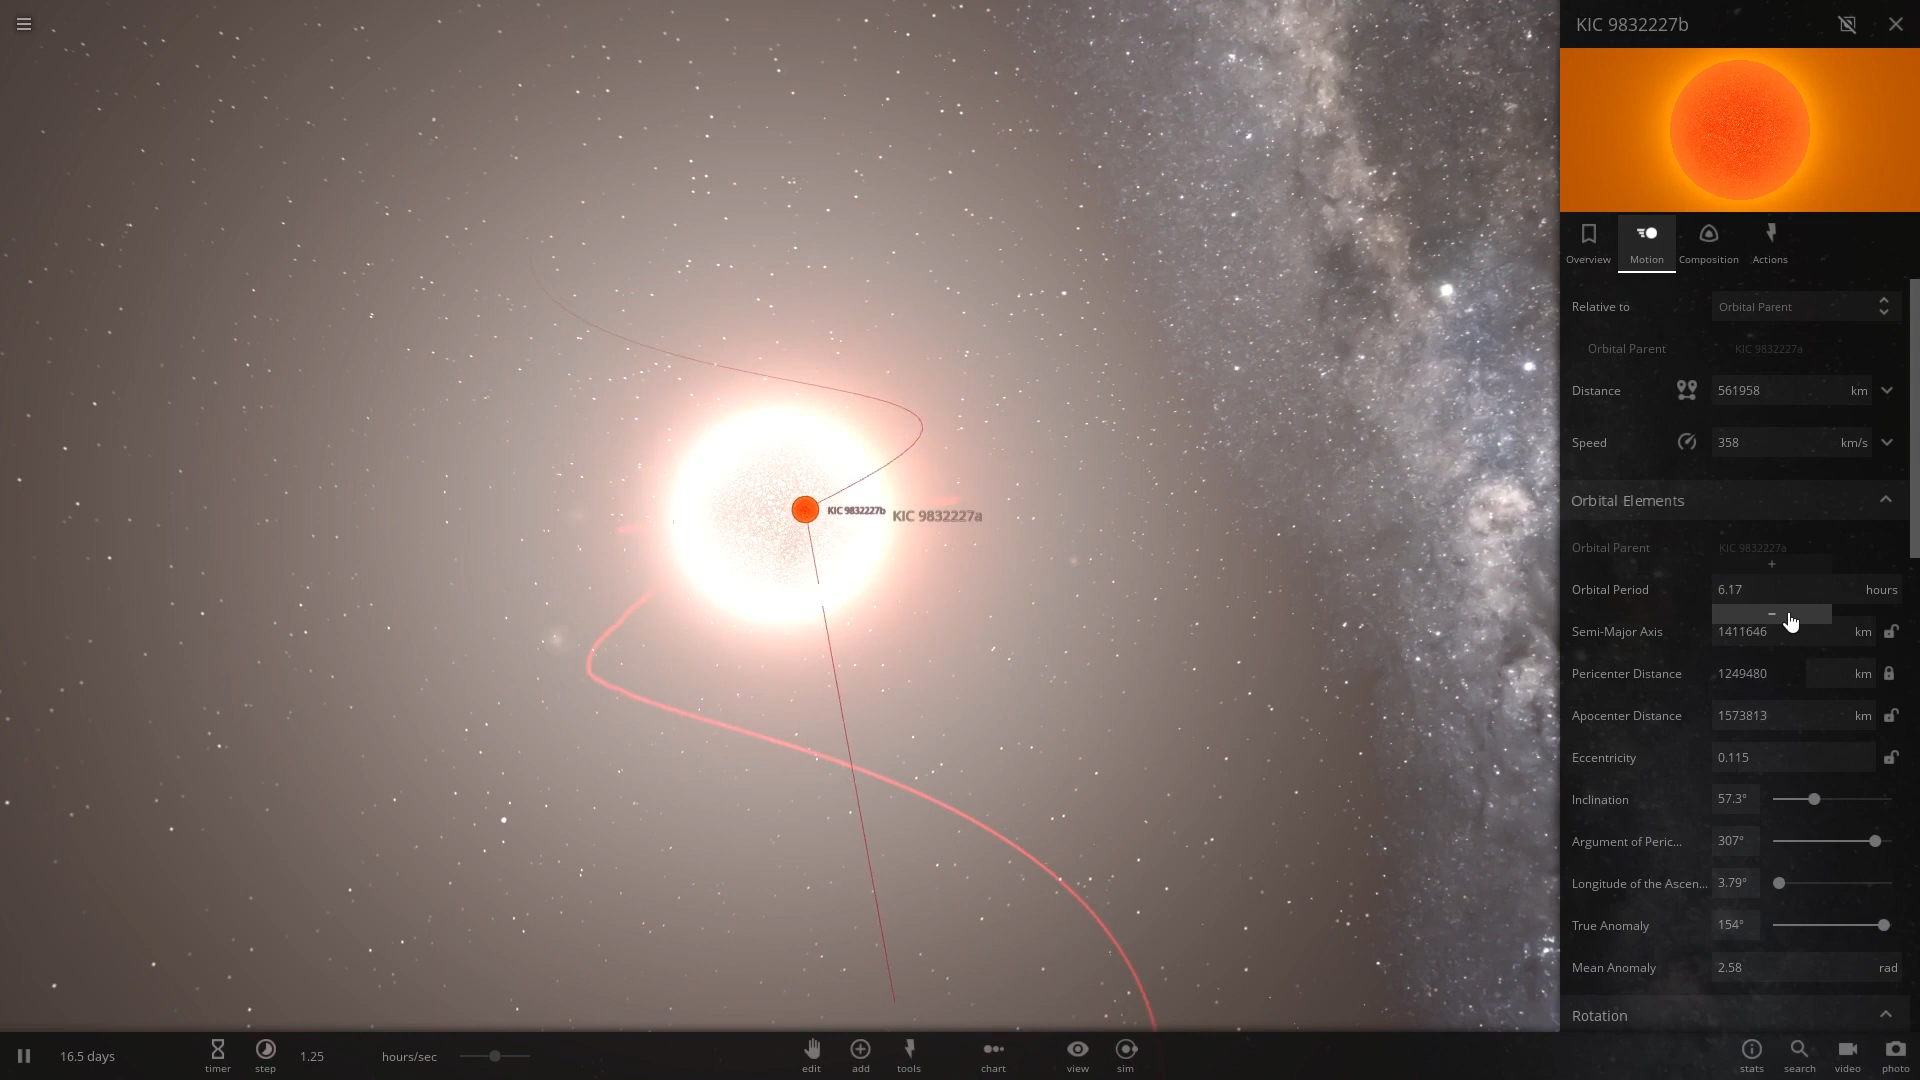 KIC 9832227b
Overview
Motion
Composition
Actions
Relative to
Orbital Parent
Orbital Parent
KIC 9832227a
Distance
561958
km
Speed
358
km/s
Orbital Elements
Orbital Parent
KIC 9832227a
+
Orbital Period
6.17
hours
–
Semi-Major Axis
1411646
km
Pericenter Distance
1249480
km
Apocenter Distance
1573813
km
Eccentricity
0.115
Inclination
57.3°
Argument of Peric...
307°
Longitude of the Ascen...
3.79°
True Anomaly
154°
Mean Anomaly
2.58
rad
Rotation
KIC 9832227b
KIC 9832227a
16.5 days
timer
step
1.25
hours/sec
edit
add
tools
chart
view
sim
stats
search
video
photo